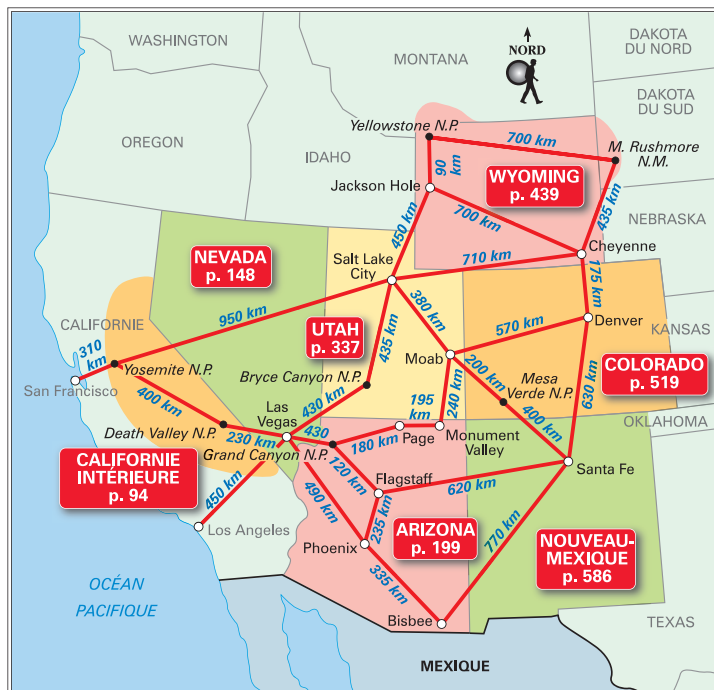 WASHINGTON
MONTANA
NORD
DAKOTA
DU NORD
DAKOTA
DU SUD
OREGON
IDAHO
Yellowstone N.P.
700 km
M. Rushmore
N.M.
90
km
WYOMING
p. 439
Jackson Hole
700 km
435 km
NEBRASKA
450 km
Cheyenne
NEVADA
p. 148
Salt Lake
City
710 km
175 km
950 km
380 km
CALIFORNIE
UTAH
p. 337
435 km
570 km
Denver
KANSAS
310
km
Yosemite N.P.
Moab
San Francisco
Bryce Canyon N.P.
200 km
Mesa
Verde N.P.
COLORADO
p. 519
400 km
430 km
195
km
240 km
400 km
630 km
OKLAHOMA
Death Valley N.P.
Las
Vegas
230 km
430
Grand Canyon N.P.
180 km
Page
Monument
Valley
CALIFORNIE
INTÉRIEURE
p. 94
120 km
Flagstaff
620 km
Santa Fe
450 km
490 km
235 km
Los Angeles
Phoenix
ARIZONA
p. 199
770 km
NOUVEAU-
MEXIQUE
p. 586
335 km
OCÉAN
PACIFIQUE
Bisbee
TEXAS
MEXIQUE